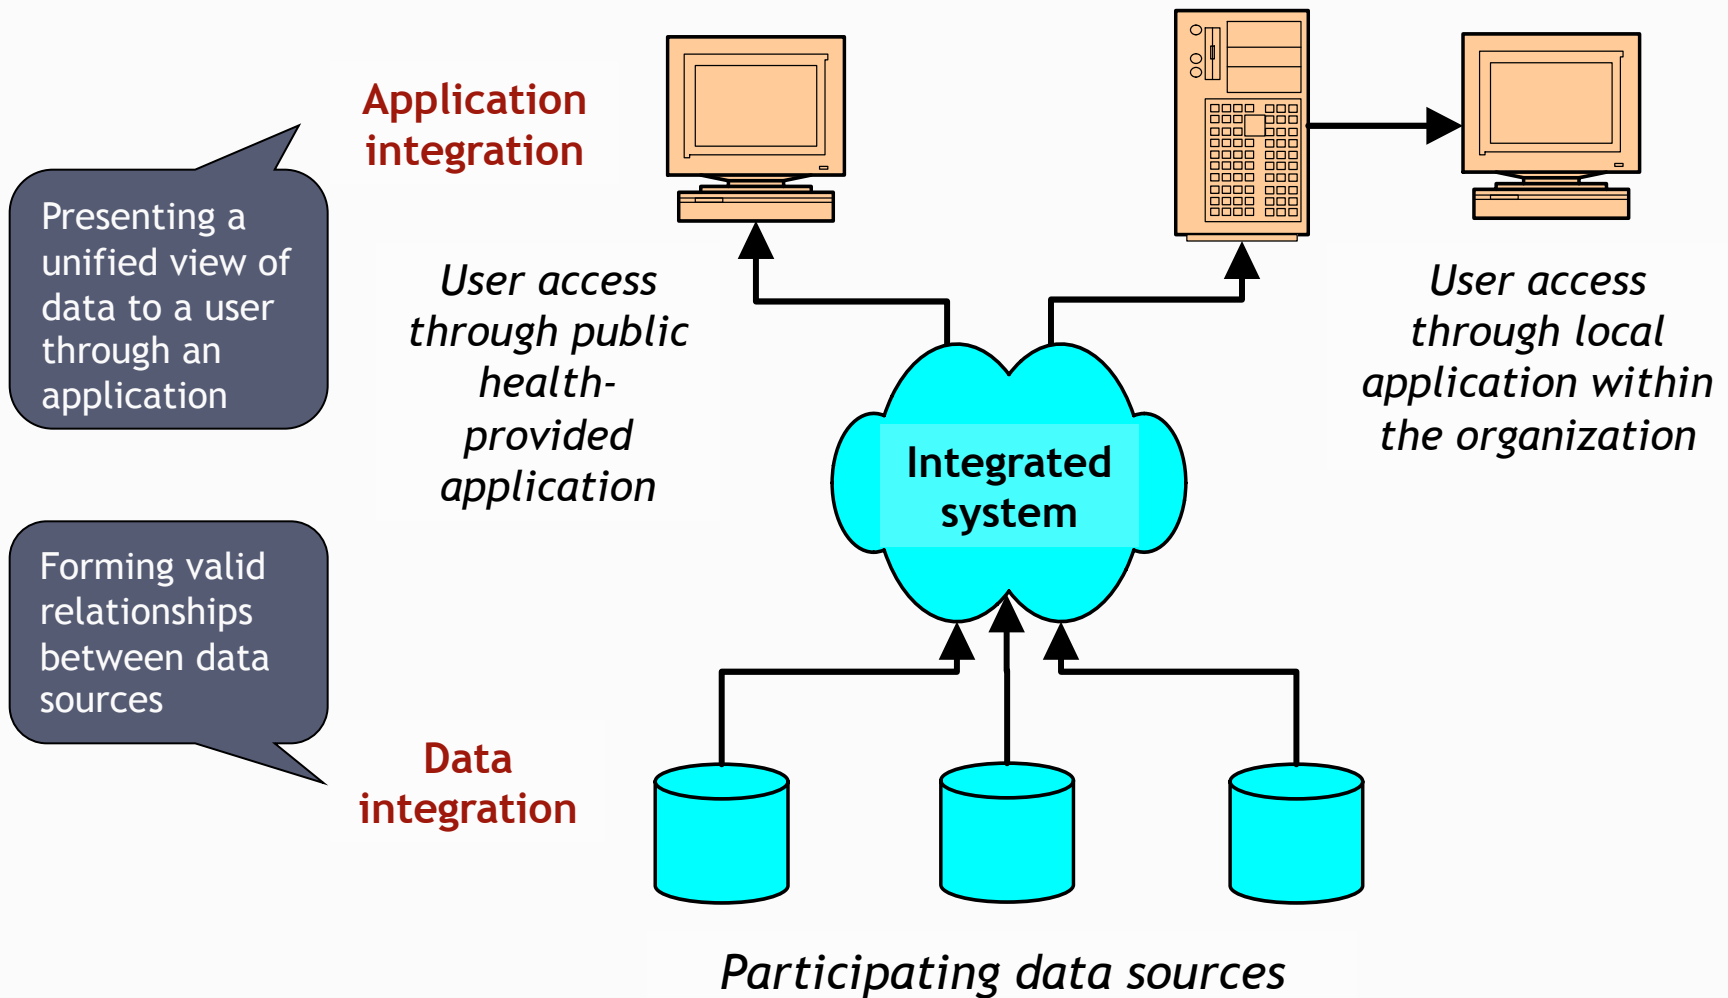 Application
integration
Presenting a
unified view of
data to a user
through an
application
User access
through public
health-
provided
application
User access
through local
application within
the organization
Integrated
system
Forming valid
relationships
between data
sources
Data
integration
Participating data sources